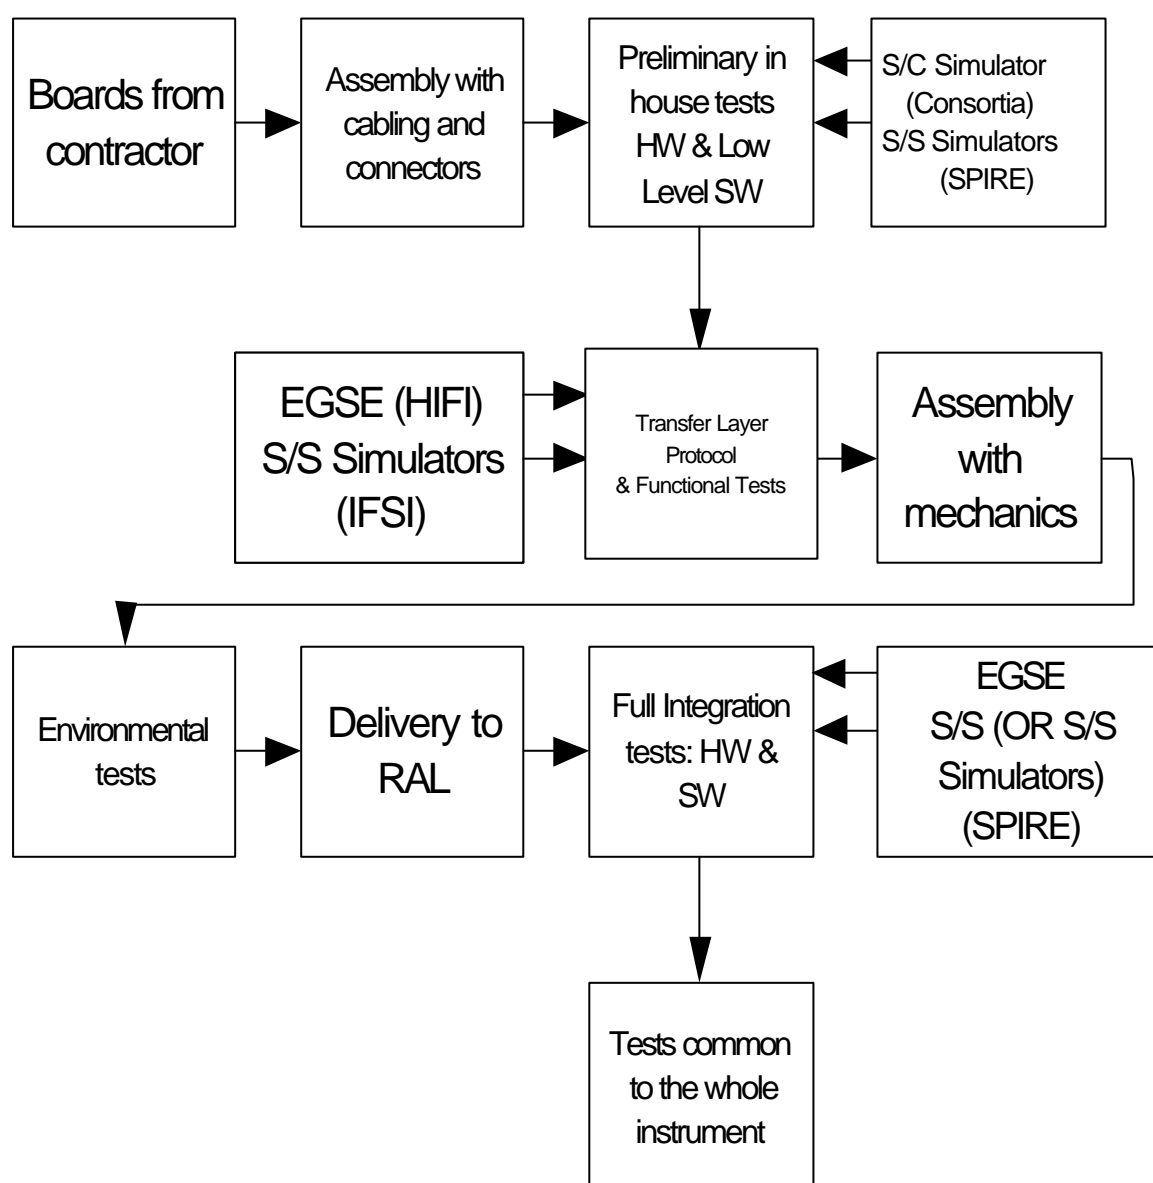 Boards from
contractor
Assembly with
cabling and
connectors
Preliminary in
house tests
HW & Low
Level SW
S/C Simulator
(Consortia)
S/S Simulators
(SPIRE)
EGSE (HIFI)
S/S Simulators
(IFSI)
Transfer Layer
Protocol
& Functional Tests
Assembly
with
mechanics
Environmental
tests
Delivery to
RAL
Full Integration
tests: HW &
SW
EGSE
S/S (OR S/S
Simulators)
(SPIRE)
Tests common
to the whole
instrument